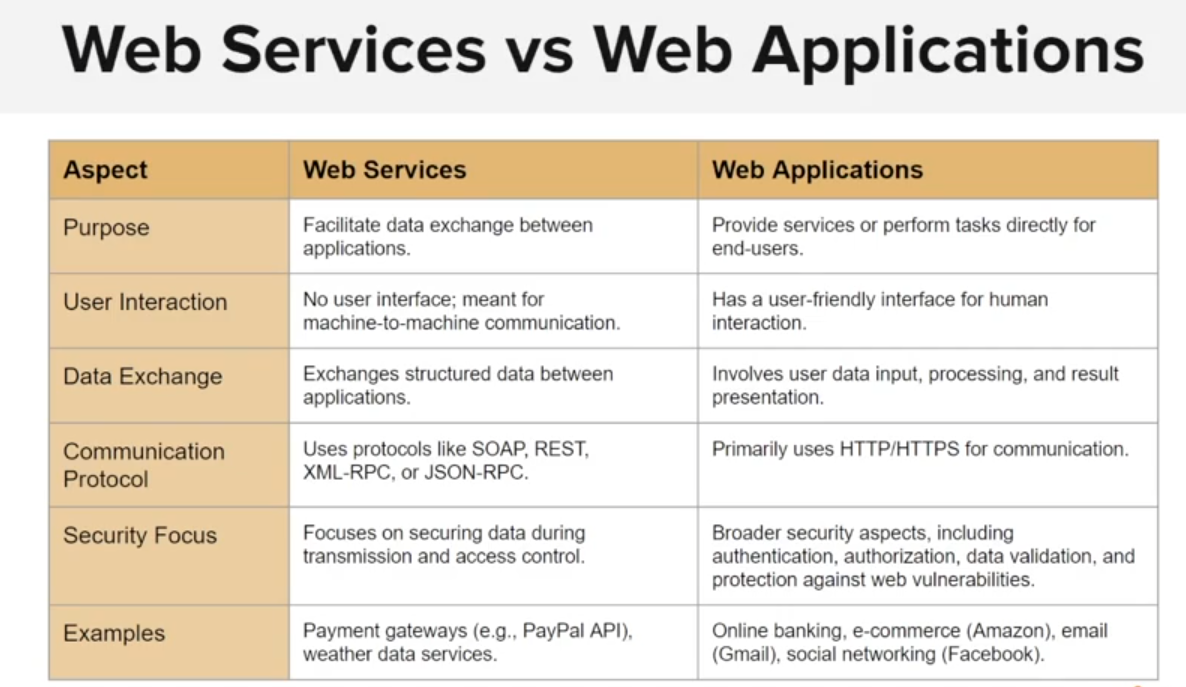 Web Services vs Web Applications
Aspect
Web Services
Web Applications
Purpose
Facilitate data exchange between
applications.
Provide services or perform tasks directly for
end-users.
User Interaction
No user interface; meant for
machine-to-machine communication.
Has a user-friendly interface for human
interaction.
Data Exchange
Exchanges structured data between
applications.
Involves user data input, processing, and result
presentation.
Communication
Protocol
Uses protocols like SOAP, REST,
XML-RPC, or JSON-RPC.
Primarily uses HTTP/HTTPS for communication.
Security Focus
Focuses on securing data during
transmission and access control.
Broader security aspects, including
authentication, authorization, data validation, and
protection against web vulnerabilities.
Examples
Payment gateways (e.g., PayPal API),
weather data services.
Online banking, e-commerce (Amazon), email
(Gmail), social networking (Facebook).